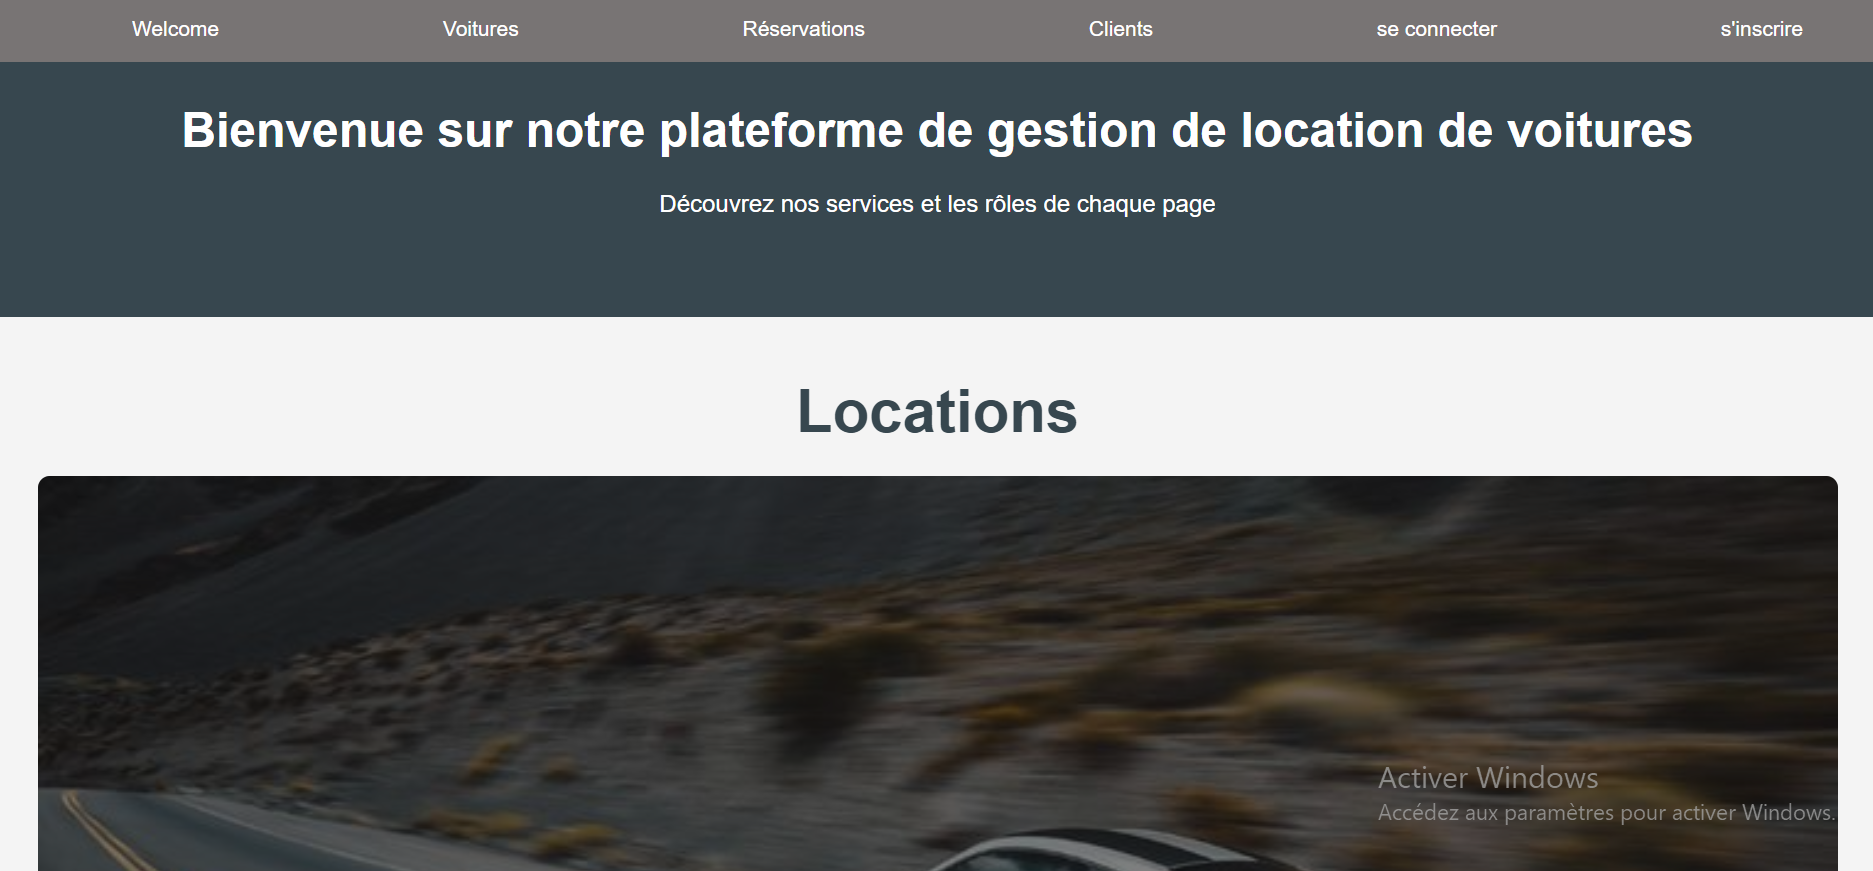 Welcome
Voitures
Réservations
Clients
se connecter
s'inscrire
Bienvenue sur notre plateforme de gestion de location de voitures
Découvrez nos services et les rôles de chaque page
Locations
Activer Windows
Accédez aux paramètres pour activer Windows.